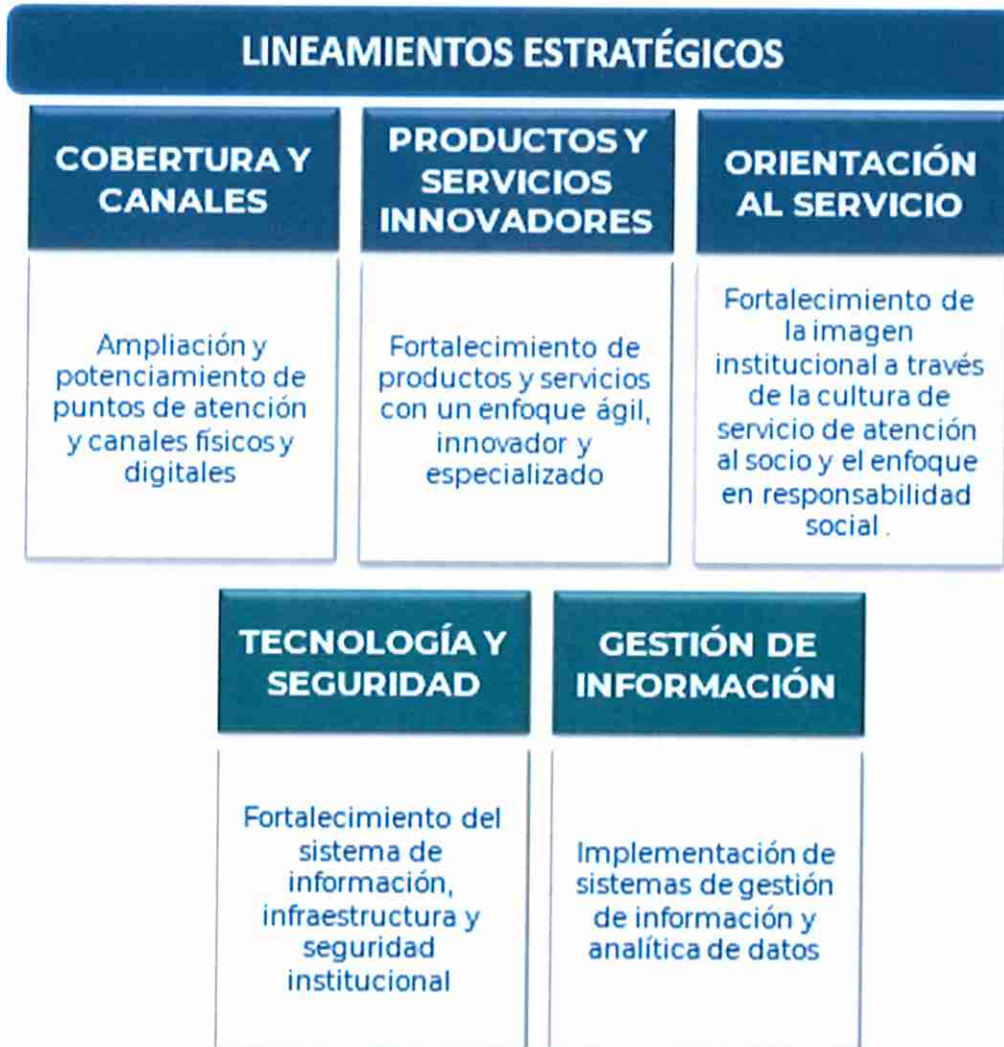 LINEAMIENTOS ESTRATÉGICOS
COBERTURA Y
CANALES
Ampliación y
potenciamiento de
puntos de atención
y canales físicos y
digitales
PRODUCTOS Y
SERVICIOS
INNOVADORES
Fortalecimiento de
productos y servicios
con un enfoque ágil,
innovador y
especializado
ORIENTACIÓN
AL SERVICIO
Fortalecimiento de
la imagen
institucional a través
de la cultura de
servicio de atención
al socio y el enfoque
en responsabilidad
social .
TECNOLOGÍA Y
SEGURIDAD
Fortalecimiento del
sistema de
información,
infraestructura y
seguridad
institucional
GESTIÓN DE
INFORMACIÓN
Implementación de
sistemas de gestión
de información y
analítica de datos